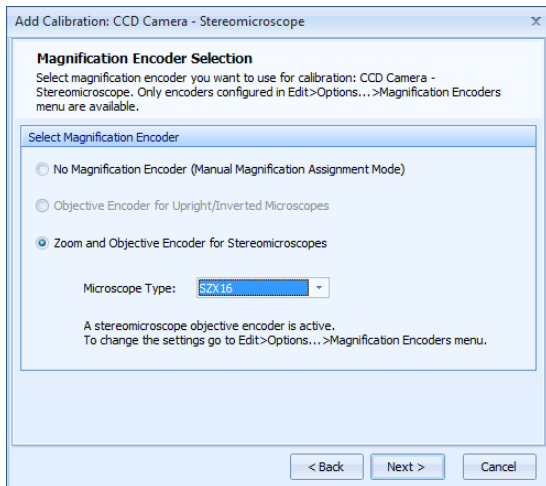 Add Calibration: CCD Camera - Stereomicroscope
Magnification Encoder Selection
Select magnification encoder you want to use for calibration: CCD Camera -
Stereomicroscope. Only encoders configured in Edit>Options...>Magnification Encoders
menu are available.
Select Magnification Encoder
No Magnification Encoder (Manual Magnification Assignment Mode)
Objective Encoder for Upright/Inverted Microscopes
Zoom and Objective Encoder for Stereomicroscopes
Microscope Type: SZX16
A stereomicroscope objective encoder is active.
To change the settings go to Edit>Options...>Magnification Encoders menu.
< Back Next > Cancel